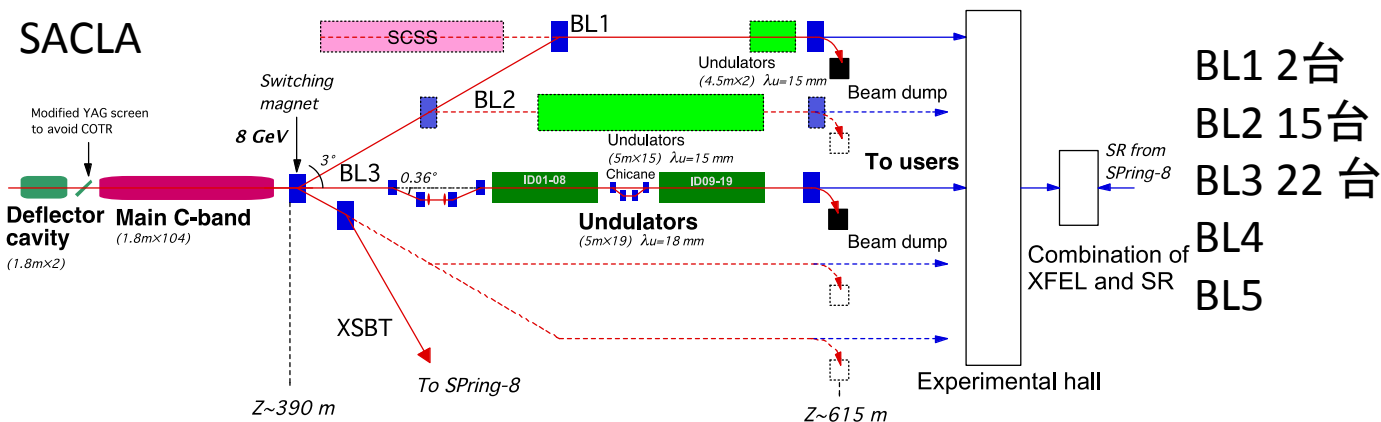 SACLA
SCSS
BL1
Undulators
(4.5m×2) λu=15 mm
Beam dump
Switching
magnet
8 GeV
BL2
Undulators
(5m×15) λu=15 mm
Modified YAG screen
to avoid COTR
3°
BL3
0.36°
Chicane
ID01-08
ID09-19
To users
Deflector
cavity
(1.8m×2)
Main C-band
(1.8m×104)
Undulators
(5m×19) λu=18 mm
Beam dump
SR from
SPring-8
Combination of
XFEL and SR
XSBT
To SPring-8
Experimental hall
Z~390 m
Z~615 m
BL1 2台
BL2 15台
BL3 22 台
BL4
BL5